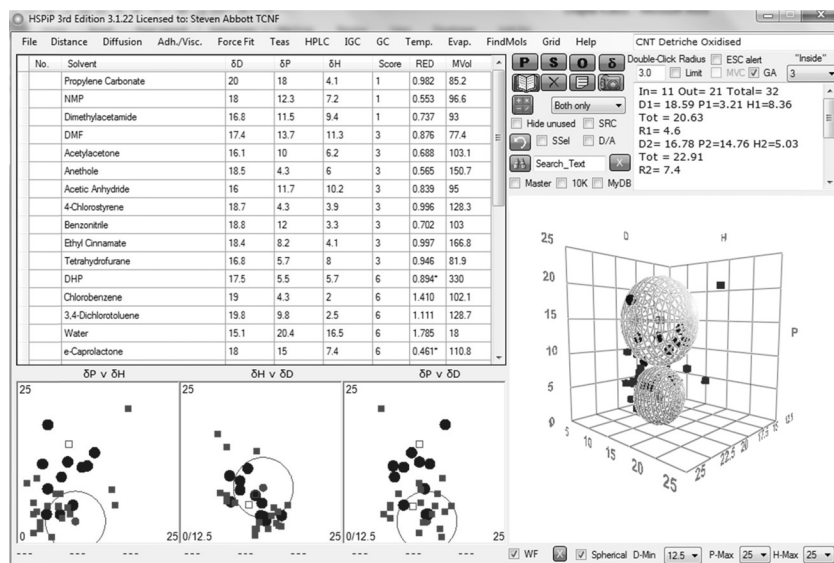 HSPiP 3rd Edition 3.1.22 Licensed to: Steven Abbott TCNF
File Distance Diffusion Adh./Visc. Force Fit Teas HPLC IGC GC Temp. Evap. FindMols Grid Help
CNT Detriche Oxidised
No. Solvent δD δP δH Score RED MVol
Propylene Carbonate 20 18 4.1 1 0.982 85.2
NMP 18 12.3 7.2 1 0.553 96.6
Dimethylacetamide 16.8 11.5 9.4 1 0.737 93
DMF 17.4 13.7 11.3 3 0.876 77.4
Acetylacetone 16.1 10 6.2 3 0.688 103.1
Anethole 18.5 4.3 6 3 0.565 150.7
Acetic Anhydride 16 11.7 10.2 3 0.839 95
4-Chlorostyrene 18.7 4.3 3.9 3 0.996 128.3
Benzonitrile 18.8 12 3.3 3 0.702 103
Ethyl Cinnamate 18.4 8.2 4.1 3 0.997 166.8
Tetrahydrofurane 16.8 5.7 8 3 0.946 81.9
DHP 17.5 5.5 5.7 6 0.894* 330
Chlorobenzene 19 4.3 2 6 1.410 102.1
3,4-Dichlorotoluene 19.8 9.8 2.5 6 1.111 128.7
Water 15.1 20.4 16.5 6 1.785 18
e-Caprolactone 18 15 7.4 6 0.461* 110.8
P S O δ
Double-Click Radius ESC alert "Inside"
3.0 Limit MVC GA 3
Both only
Hide unused SRC
SSel D/A
Search_Text X
Master 10K MyDB
In= 11 Out= 21 Total= 32
D1= 18.59 P1=3.21 H1=8.36
Tot = 20.63
R1= 4.6
D2= 16.78 P2=14.76 H2=5.03
Tot = 22.91
R2= 7.4
D H
25
20
15
10
5
0
P
5 10 15 20 25
25 22.5 20 17.5 15 12.5
δP v δH δH v δD δP v δD
25 25 25
0 25 0/12.5 25 0/12.5 25
--- --- --- --- --- --- --- --- ---
WF X Spherical D-Min 12.5 P-Max 25 H-Max 25